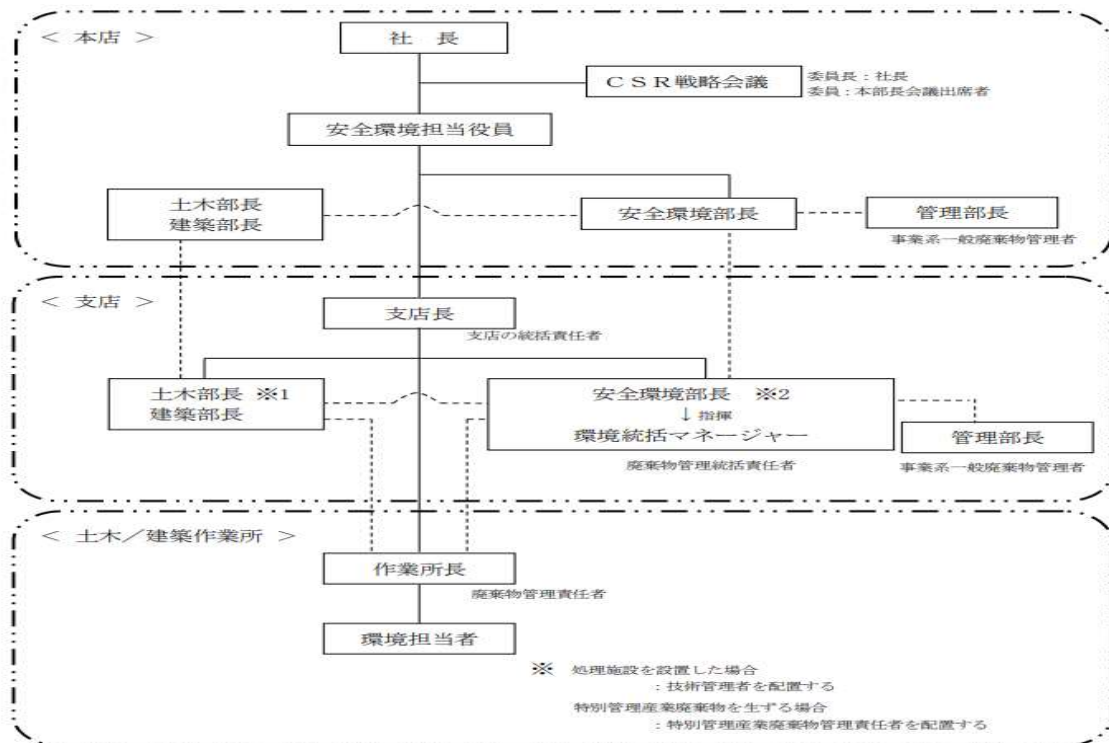 ＜ 本店 ＞
社　長
ＣＳＲ戦略会議
委員長：社長
委員：本部長会議出席者
安全環境担当役員
土木部長
建築部長
安全環境部長
管理部長
事業系一般廃棄物管理者
＜ 支店 ＞
支店長
支店の統括責任者
土木部長 ※1
建築部長
安全環境部長　※2
↓指揮
環境統括マネージャー
廃棄物管理統括責任者
管理部長
事業系一般廃棄物管理者
＜ 土木／建築作業所 ＞
作業所長
廃棄物管理責任者
環境担当者
※　処理施設を設置した場合
：技術管理者を配置する
特別管理産業廃棄物を生ずる場合
：特別管理産業廃棄物管理責任者を配置する